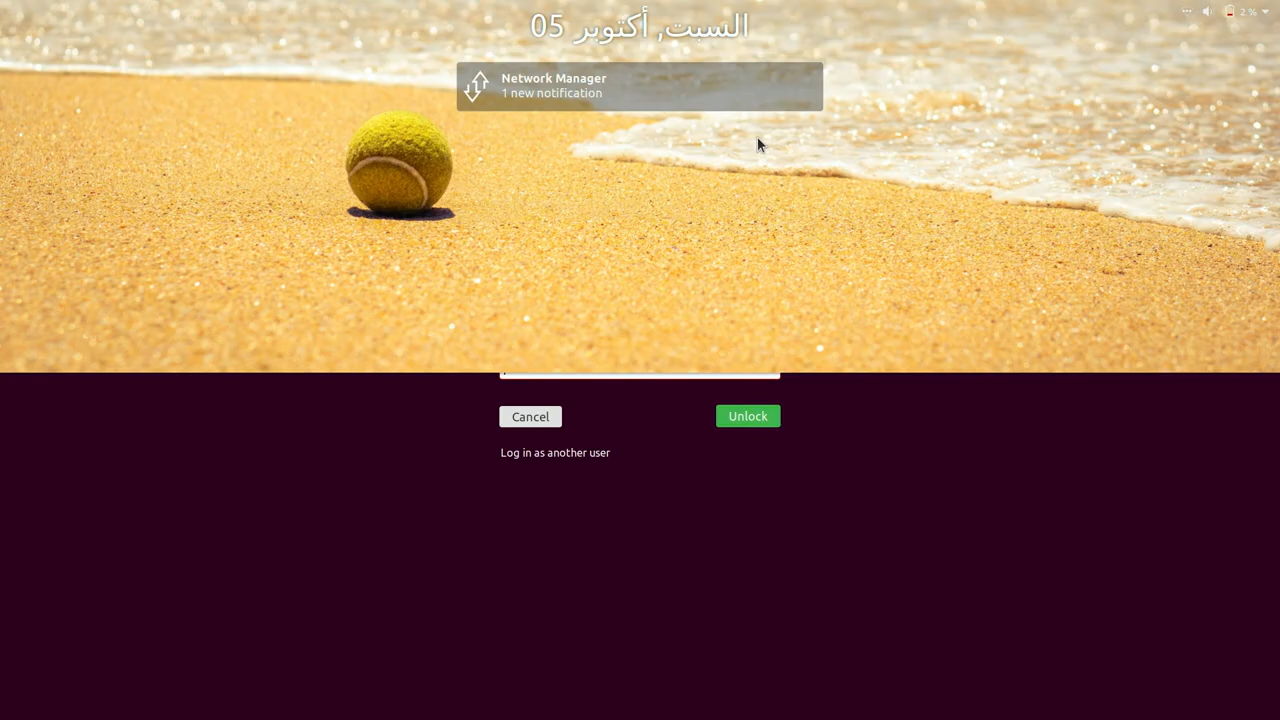 السبت, أكتوبر 05
2 %
Network Manager
1 new notification
Cancel
Unlock
Log in as another user